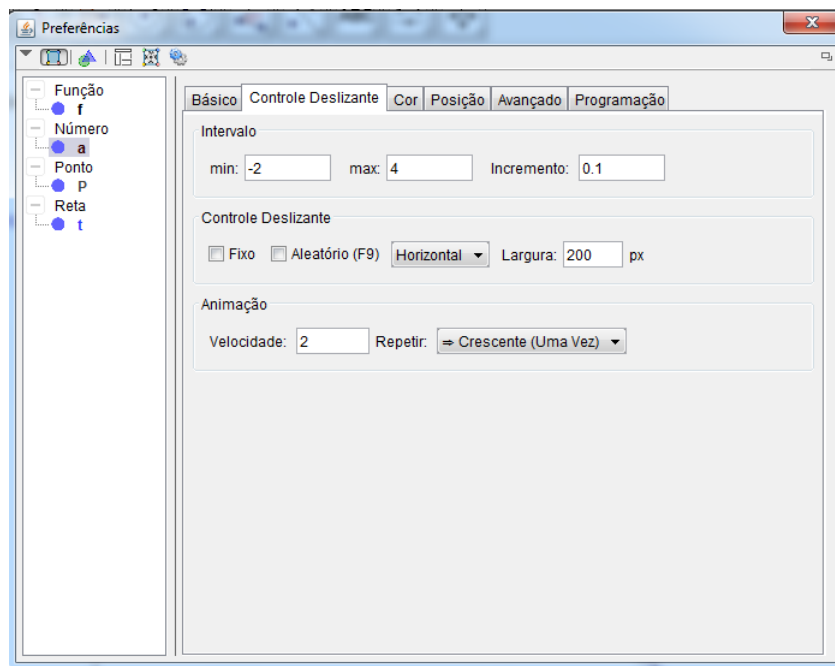 Preferências
Função
f
Número
a
Ponto
P
Reta
t
Básico Controle Deslizante Cor Posição Avançado Programação
Intervalo
min: -2 max: 4 Incremento: 0.1
Controle Deslizante
Fixo Aleatório (F9) Horizontal Largura: 200 px
Animação
Velocidade: 2 Repetir: ⇒ Crescente (Uma Vez)